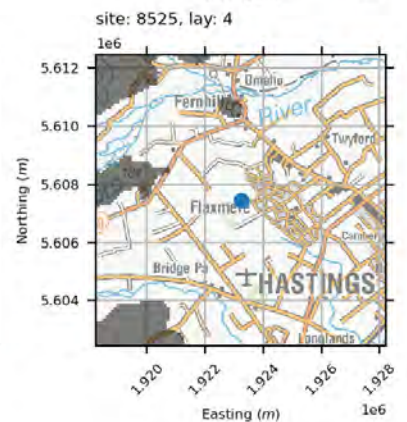 site: 8525, lay: 4
1e6
5.612
5.610
5.608
5.606
5.604
Northing (m)
Omahu
Fernhill
River
Twyford
Flaxmere
Bridge Pa
HASTINGS
Longlands
1.920
1.922
1.924
1.926
1.928
1e6
Easting (m)